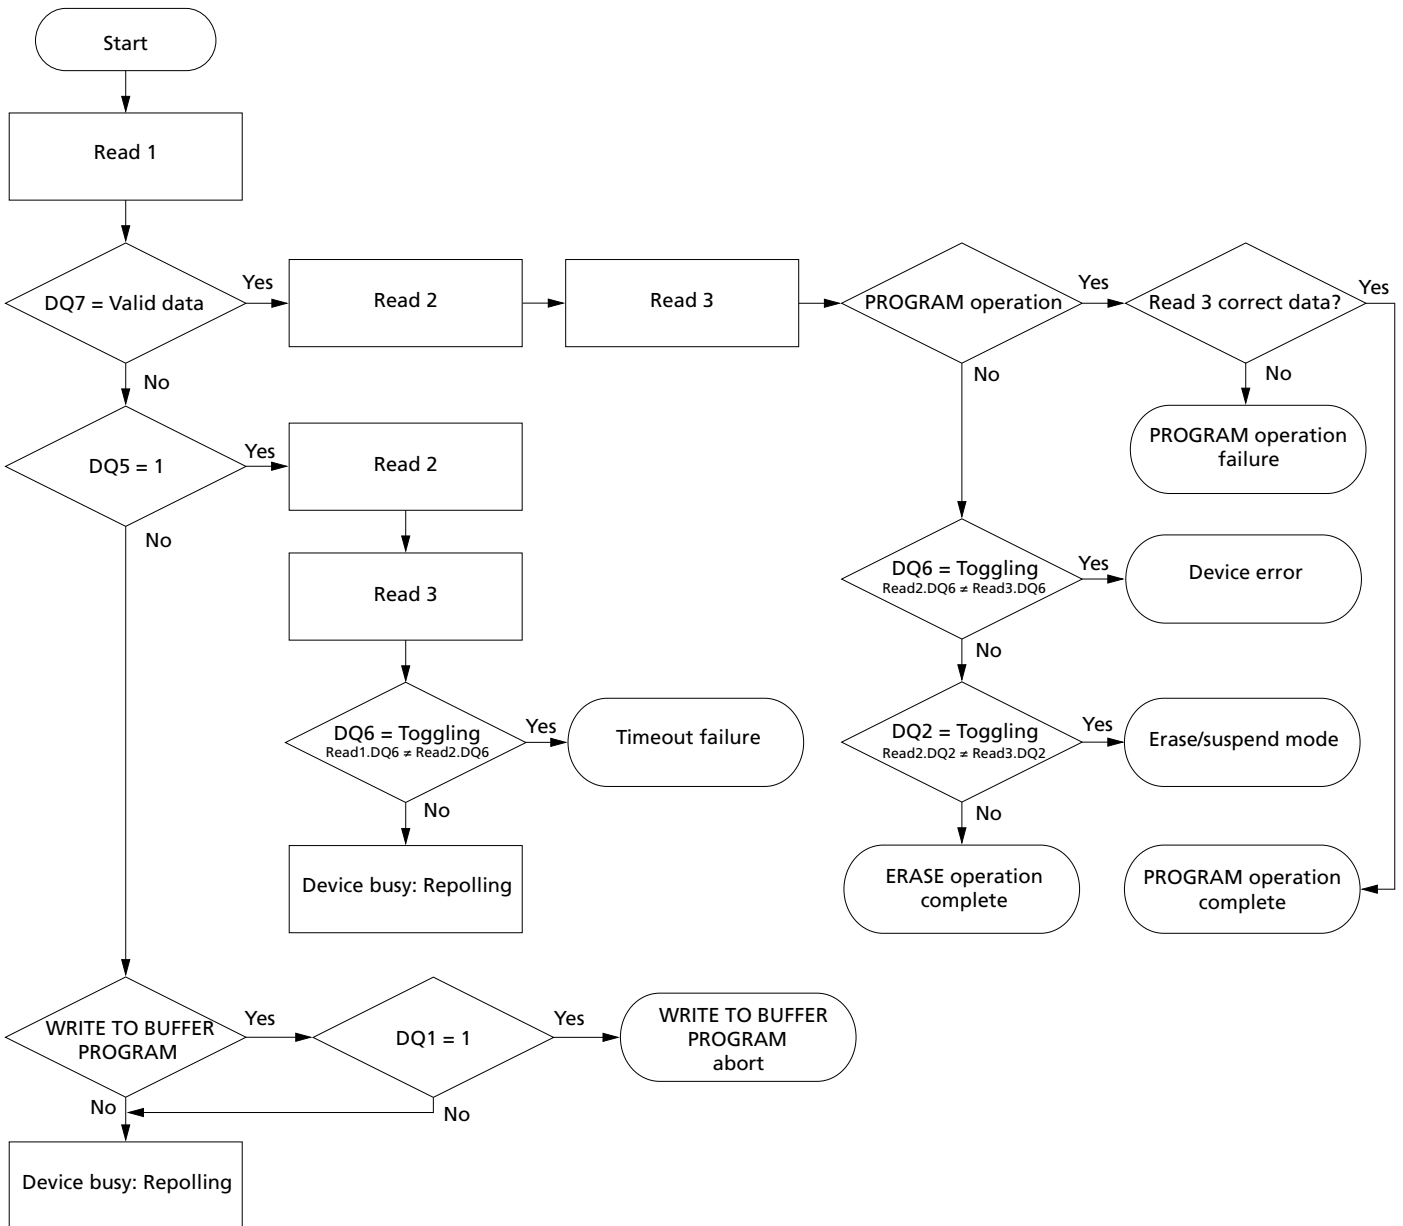 Start
Read 1
DQ7 = Valid data
Yes
Read 2
Read 3
PROGRAM operation
Yes
Read 3 correct data?
Yes
No
No
No
PROGRAM operation
failure
DQ5 = 1
Yes
Read 2
No
Read 3
DQ6 = Toggling
Read2.DQ6 ≠ Read3.DQ6
Yes
Device error
No
DQ6 = Toggling
Read1.DQ6 ≠ Read2.DQ6
Yes
Timeout failure
No
DQ2 = Toggling
Read2.DQ2 ≠ Read3.DQ2
Yes
Erase/suspend mode
No
Device busy: Repolling
ERASE operation
complete
PROGRAM operation
complete
WRITE TO BUFFER
PROGRAM
Yes
DQ1 = 1
Yes
WRITE TO BUFFER
PROGRAM
abort
No
No
Device busy: Repolling